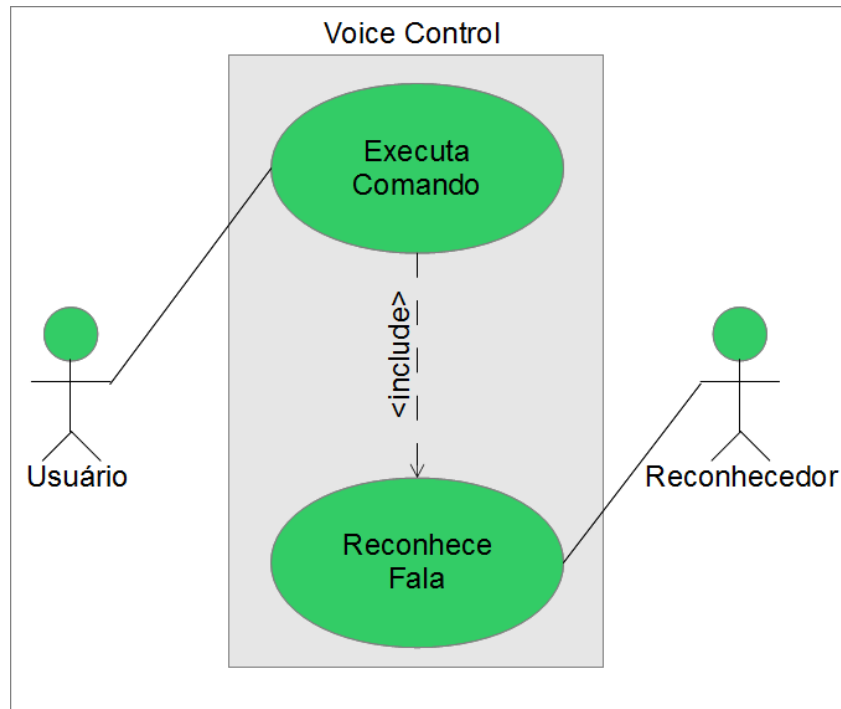 Voice Control
Executa
Comando
<include>
Usuário
Reconhecedor
Reconhece
Fala